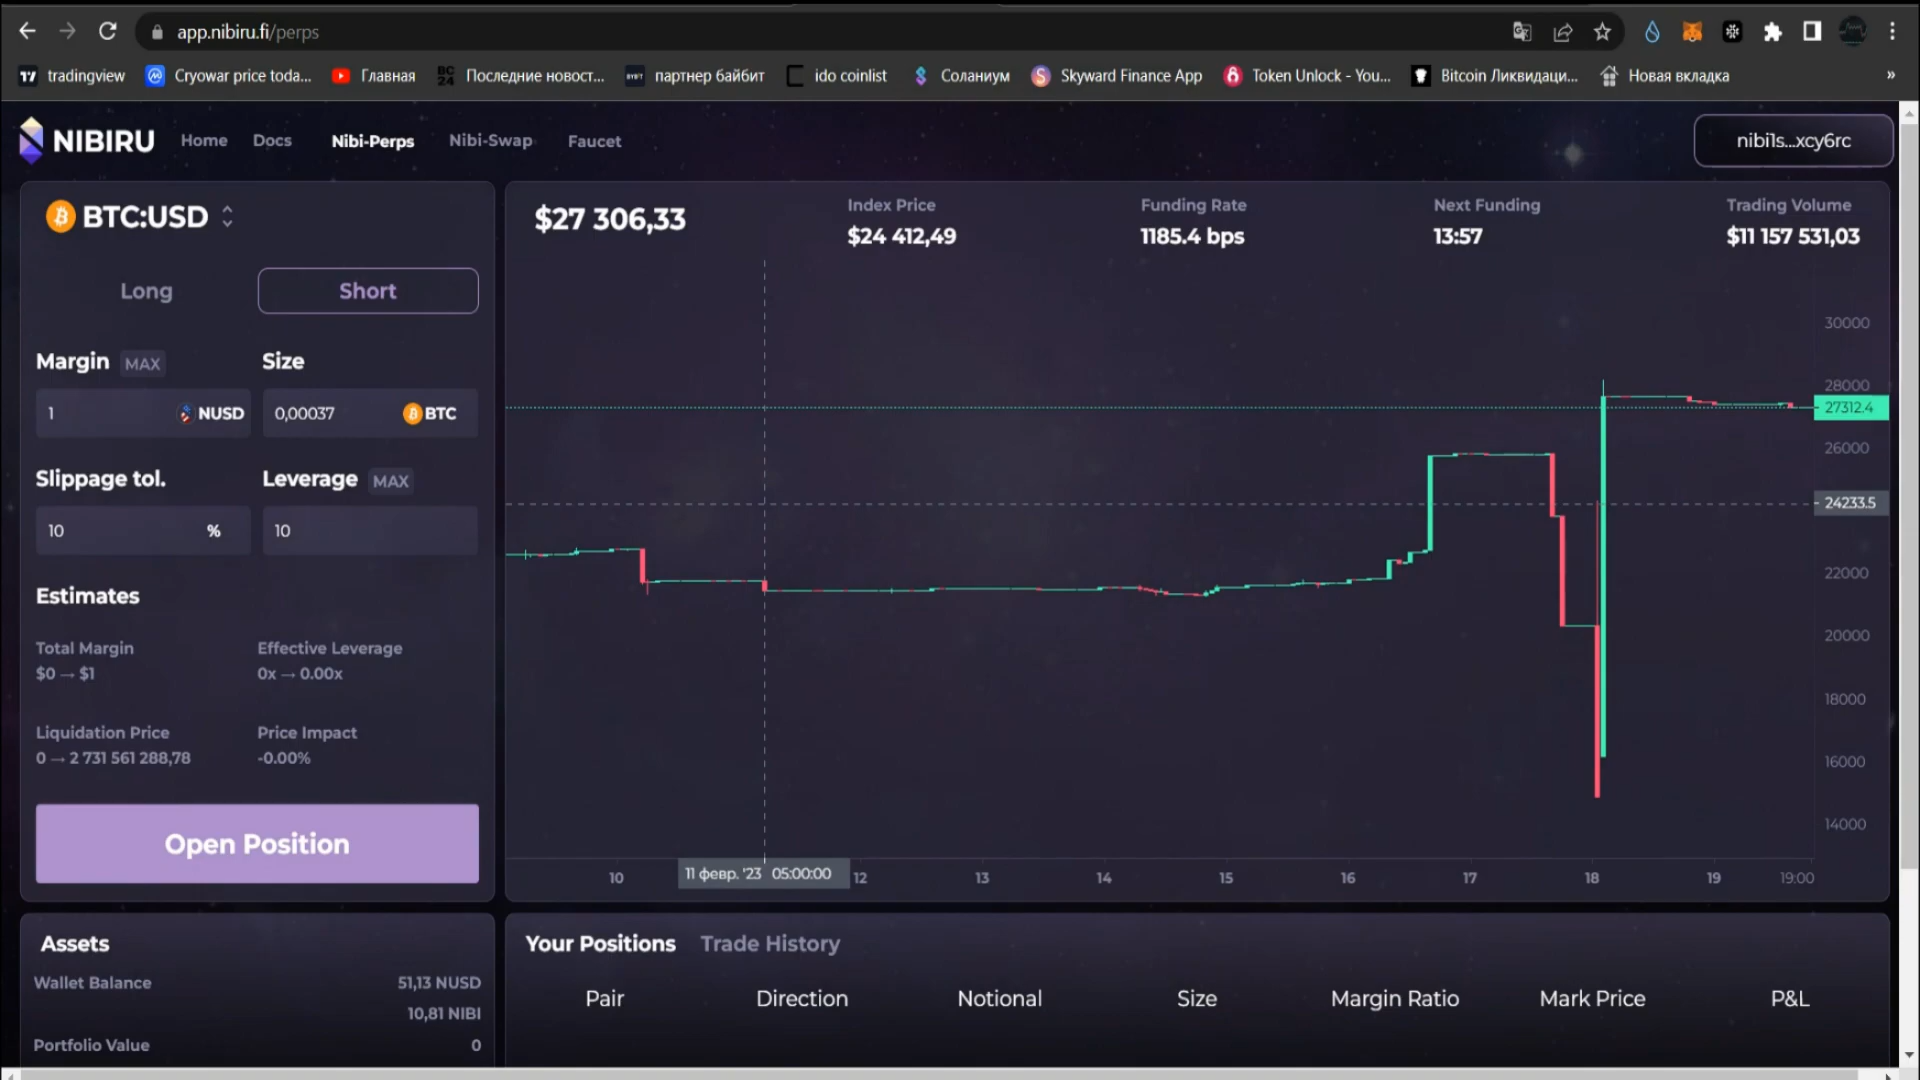 app.nibiru.fi/perps
tradingview
Cryowar price toda...
Главная
BC 24
Последние новост...
BYBIT
партнер байбит
ido coinlist
Соланиум
Skyward Finance App
Token Unlock - You...
Bitcoin Ликвидаци...
Новая вкладка
»
NIBIRU
Home
Docs
Nibi-Perps
Nibi-Swap
Faucet
nibi1s...xcy6rc
BTC:USD
Long
Short
Margin MAX
Size
1 NUSD
0,00037 BTC
Slippage tol.
Leverage MAX
10 %
10
Estimates
Total Margin
Effective Leverage
$0 → $1
0x → 0.00x
Liquidation Price
Price Impact
0 → 2 731 561 288,78
-0.00%
Open Position
$27 306,33
Index Price
$24 412,49
Funding Rate
1185.4 bps
Next Funding
13:57
Trading Volume
$11 157 531,03
30000
28000
27312.4
26000
24233.5
22000
20000
18000
16000
14000
10
11 февр. '23 05:00:00
12
13
14
15
16
17
18
19
19:00
Assets
Wallet Balance
51,13 NUSD
10,81 NIBI
Portfolio Value
0
Your Positions
Trade History
Pair
Direction
Notional
Size
Margin Ratio
Mark Price
P&L